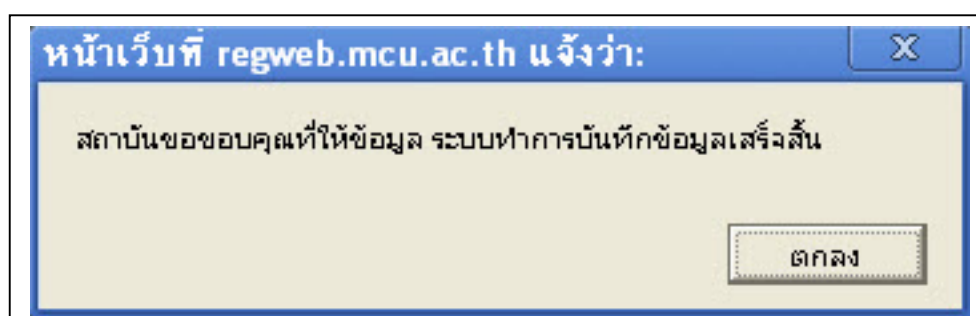 หน้าเว็บที่ regweb.mcu.ac.th แจ้งว่า:
สถาบันขอขอบคุณที่ให้ข้อมูล ระบบทำการบันทึกข้อมูลเสร็จสิ้น
ตกลง